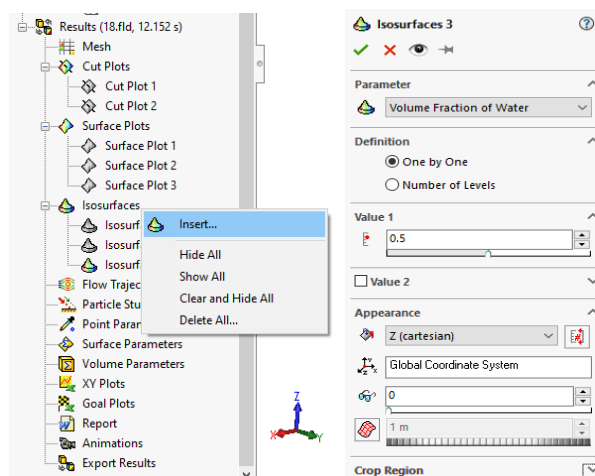 Results (18.fld, 12.152 s)
Mesh
Cut Plots
Cut Plot 1
Cut Plot 2
Surface Plots
Surface Plot 1
Surface Plot 2
Surface Plot 3
Isosurfaces
Isosurf
Isosurf
Isosurf
Insert...
Hide All
Show All
Clear and Hide All
Delete All...
Flow Trajec
Particle Stu
Point Paran
Surface Parameters
Volume Parameters
XY Plots
Goal Plots
Report
Animations
Export Results
Z
X
Y
Isosurfaces 3
Parameter
Volume Fraction of Water
Definition
One by One
Number of Levels
Value 1
0.5
Value 2
Appearance
Z (cartesian)
Global Coordinate System
0
1 m
Crop Region